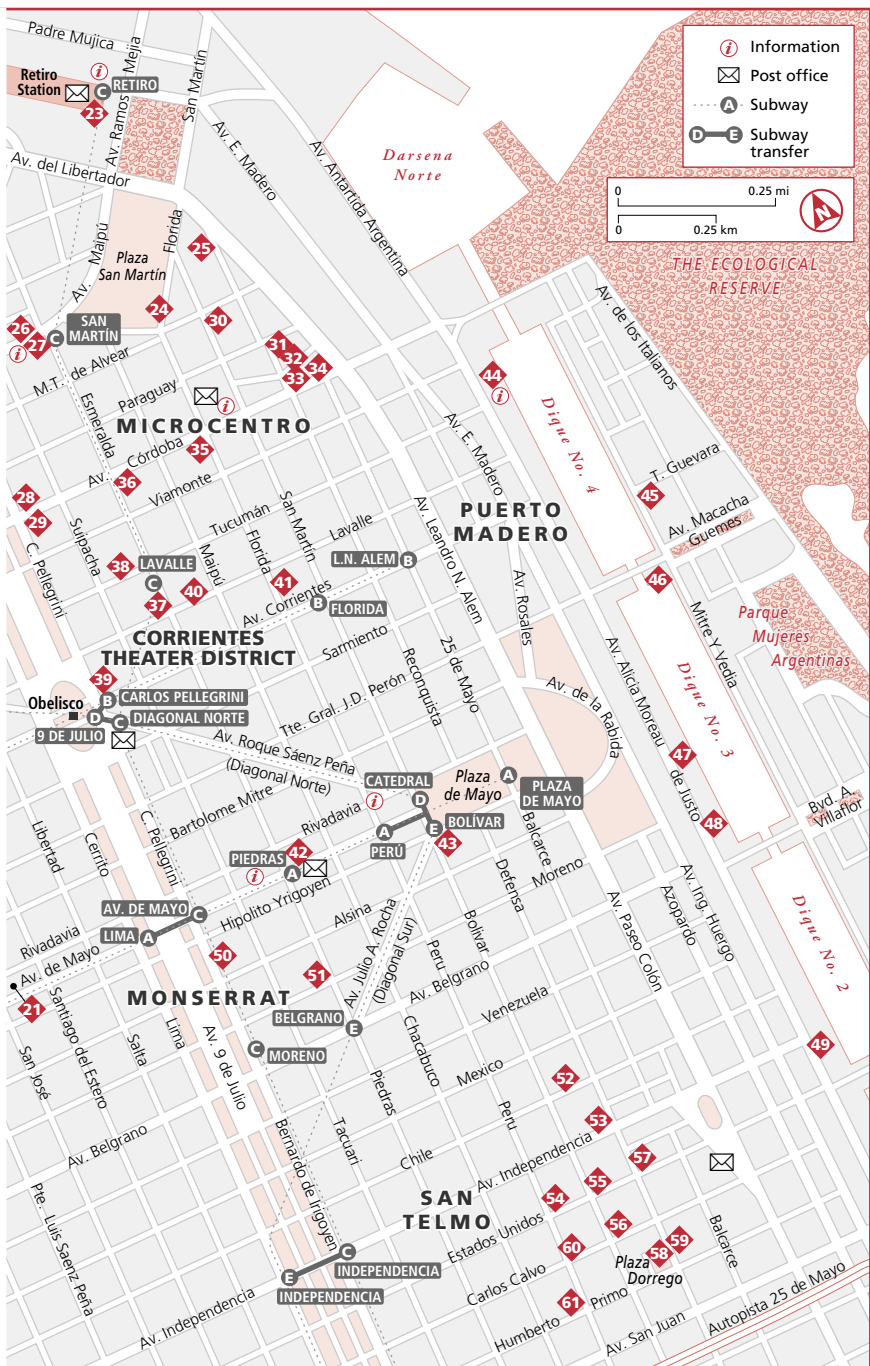 Information
Post office
A
Subway
D
E
Subway
transfer
0
0.25 mi
0
0.25 km
N
Padre Mujica
Av. Ramos Mejia
San Martín
Retiro
Station
C
RETIRO
23
Av. del Libertador
Av. E. Madero
Av. Antartida Argentina
Darsena
Norte
THE ECOLOGICAL
RESERVE
Av. de los Italianos
Av. Maipú
Plaza
San Martín
Florida
25
24
30
26
27
C
SAN
MARTÍN
M.T. de Alvear
31
32
33
34
Paraguay
Esmeralda
MICROCENTRO
44
Dique No. 4
Av. E. Madero
Av. Córdoba
35
36
Viamonte
28
29
C. Pellegrini
Suipacha
Tucumán
San Martín
Florida
Maipú
Lavalle
Av. Leandro N. Alem
PUERTO
MADERO
T. Guevara
45
Av. Macacha
Guemes
38
LAVALLE
C
37
40
41
L.N. ALEM
B
Av. Corrientes
B
FLORIDA
Av. Rosales
46
Mitre Y Vedia
Parque
Mujeres
Argentinas
CORRIENTES
THEATER DISTRICT
Sarmiento
25 de Mayo
Reconquista
Av. Alicia Moreau de Justo
Dique No. 3
39
B
CARLOS PELLEGRINI
Obelisco
D
C
DIAGONAL NORTE
9 DE JULIO
Tte. Gral. J.D. Perón
Av. Roque Sáenz Peña
(Diagonal Norte)
Av. de la Rabida
47
48
Bvd. A.
Villaflor
CATEDRAL
D
Plaza
de Mayo
A
PLAZA
DE MAYO
Bartolome Mitre
Rivadavia
A
PERÚ
E
BOLÍVAR
43
Balcarce
Libertad
Cerrito
C. Pellegrini
42
PIEDRAS
A
Hipolito Yrigoyen
Defensa
Moreno
Av. Ing. Huergo
Azopardo
Av. Paseo Colón
Dique No. 2
AV. DE MAYO
C
LIMA
A
Rivadavia
Av. de Mayo
21
50
51
Alsina
Av. Julio A. Rocha
(Diagonal Sur)
Bolivar
Peru
Av. Belgrano
Venezuela
MONSERRAT
BELGRANO
E
C
MORENO
San José
Santiago del Estero
Salta
Lima
Av. 9 de Julio
Chacabuco
Piedras
Tacuari
Mexico
Peru
49
52
53
Av. Belgrano
Bernardo de Irigoyen
Chile
Av. Independencia
57
55
54
SAN
TELMO
Estados Unidos
56
59
58
60
Plaza
Dorrego
Balcarce
Pte. Luis Saenz Peña
C
INDEPENDENCIA
E
INDEPENDENCIA
Carlos Calvo
61
Humberto Primo
Av. Independencia
Av. San Juan
Autopista 25 de Mayo